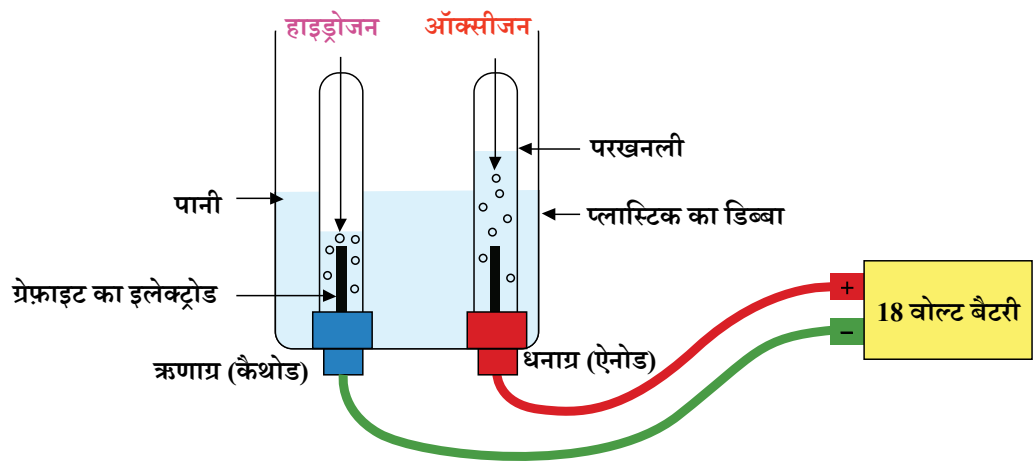 हाइड्रोजन
ऑक्सीजन
परखनली
पानी
प्लास्टिक का डिब्बा
ग्रेफ़ाइट का इलेक्ट्रोड
+
18 वोल्ट बैटरी
–
ऋणाग्र (कैथोड)
धनाग्र (ऐनोड)